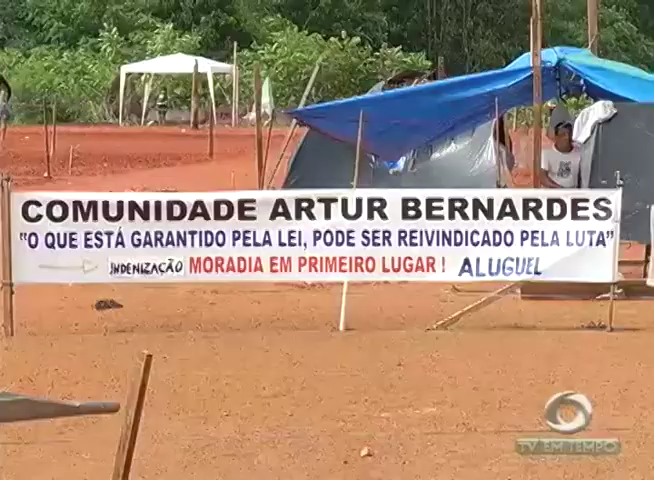 COMUNIDADE ARTUR BERNARDES
"O QUE ESTÁ GARANTIDO PELA LEI, PODE SER REIVINDICADO PELA LUTA"
INDENIZAÇÃO MORADIA EM PRIMEIRO LUGAR! ALUGUEL
TV EM TEMPO